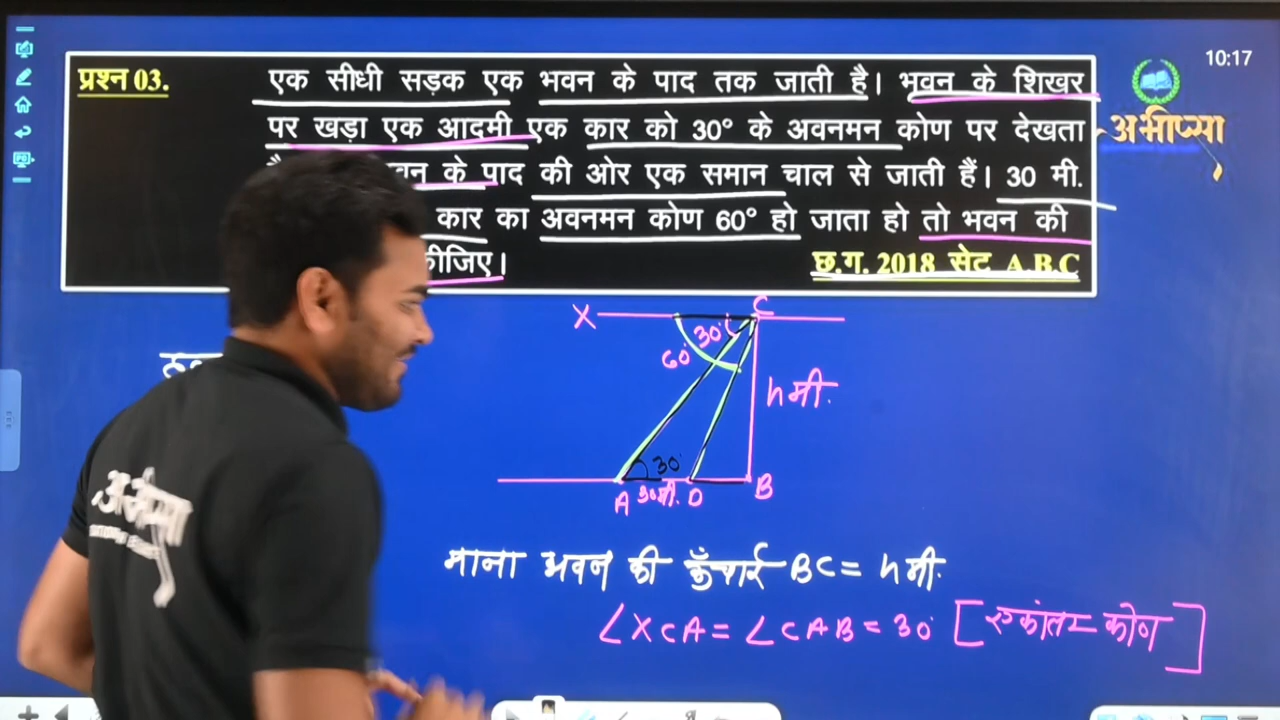 10:17
प्रश्न 03. एक सीधी सड़क एक भवन के पाद तक जाती है। भवन के शिखर
पर खड़ा एक आदमी एक कार को 30° के अवनमन कोण पर देखता
के पाद की ओर एक समान चाल से जाती हैं। 30 मी.
कार का अवनमन कोण 60° हो जाता हो तो भवन की
छ.ग. 2018 सेट A,B,C
अभीप्सा
X C
60° 30°
h मी.
30°
A 30मी. D B
माना भवन की ऊँचाई BC = h मी.
∠XCA = ∠CAB = 30° [एकांतर कोण]
अभीप्सा